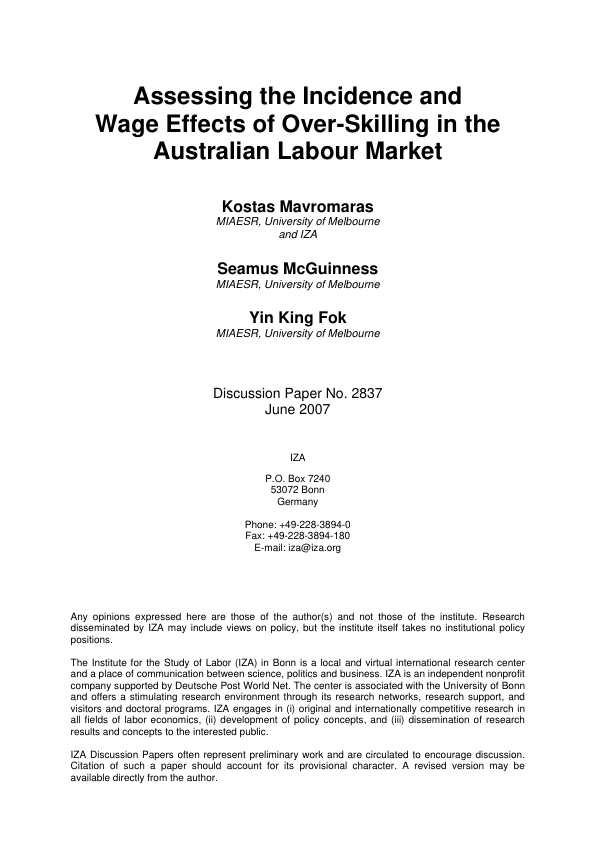 Assessing the Incidence and
Wage Effects of Over-Skilling in the
Australian Labour Market
Kostas Mavromaras
MIAESR, University of Melbourne
and IZA
Seamus McGuinness
MIAESR, University of Melbourne
Yin King Fok
MIAESR, University of Melbourne
Discussion Paper No. 2837
June 2007
IZA
P.O. Box 7240
53072 Bonn
Germany
Phone: +49-228-3894-0
Fax: +49-228-3894-180
E-mail: iza@iza.org
Any opinions expressed here are those of the author(s) and not those of the institute. Research
disseminated by IZA may include views on policy, but the institute itself takes no institutional policy
positions.
The Institute for the Study of Labor (IZA) in Bonn is a local and virtual international research center
and a place of communication between science, politics and business. IZA is an independent nonprofit
company supported by Deutsche Post World Net. The center is associated with the University of Bonn
and offers a stimulating research environment through its research networks, research support, and
visitors and doctoral programs. IZA engages in (i) original and internationally competitive research in
all fields of labor economics, (ii) development of policy concepts, and (iii) dissemination of research
results and concepts to the interested public.
IZA Discussion Papers often represent preliminary work and are circulated to encourage discussion.
Citation of such a paper should account for its provisional character. A revised version may be
available directly from the author.